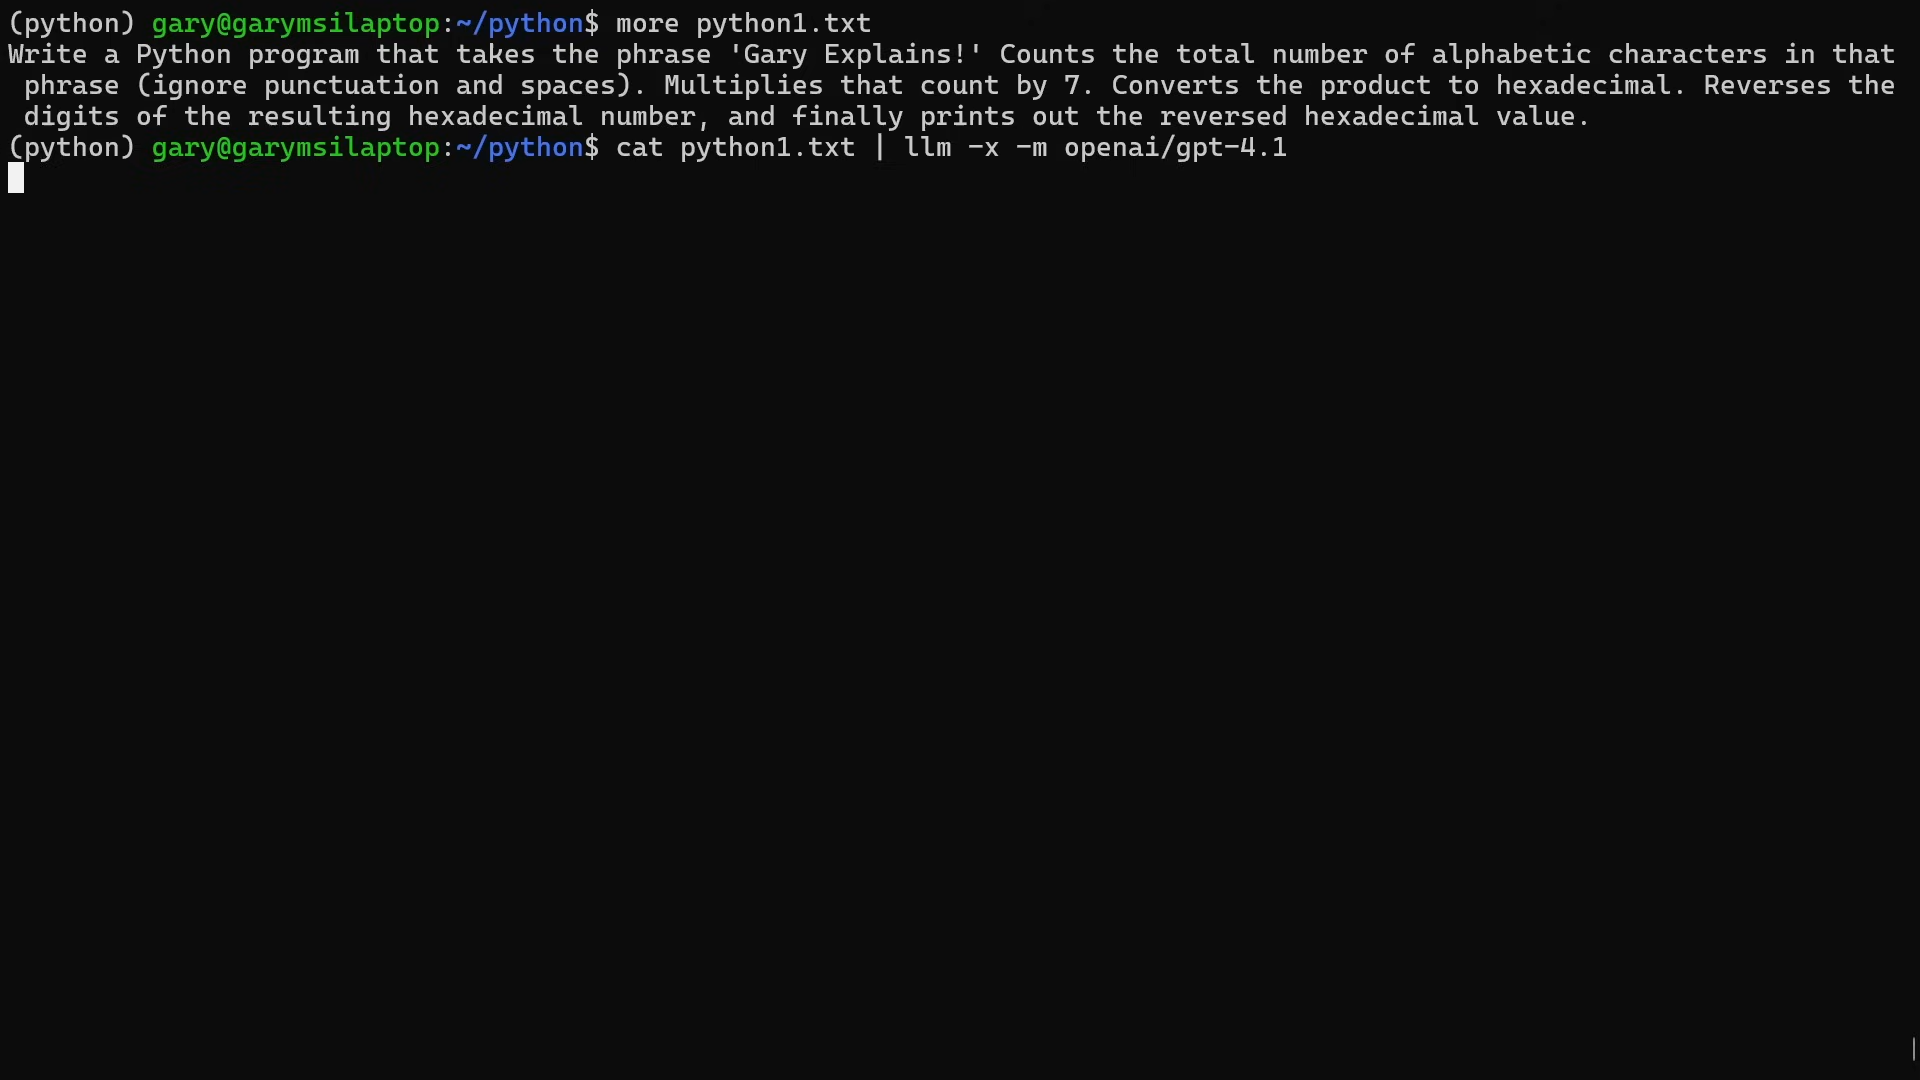 (python) gary@garymsilaptop:~/python$ more python1.txt
Write a Python program that takes the phrase 'Gary Explains!' Counts the total number of alphabetic characters in that
phrase (ignore punctuation and spaces). Multiplies that count by 7. Converts the product to hexadecimal. Reverses the
digits of the resulting hexadecimal number, and finally prints out the reversed hexadecimal value.
(python) gary@garymsilaptop:~/python$ cat python1.txt | llm -x -m openai/gpt-4.1